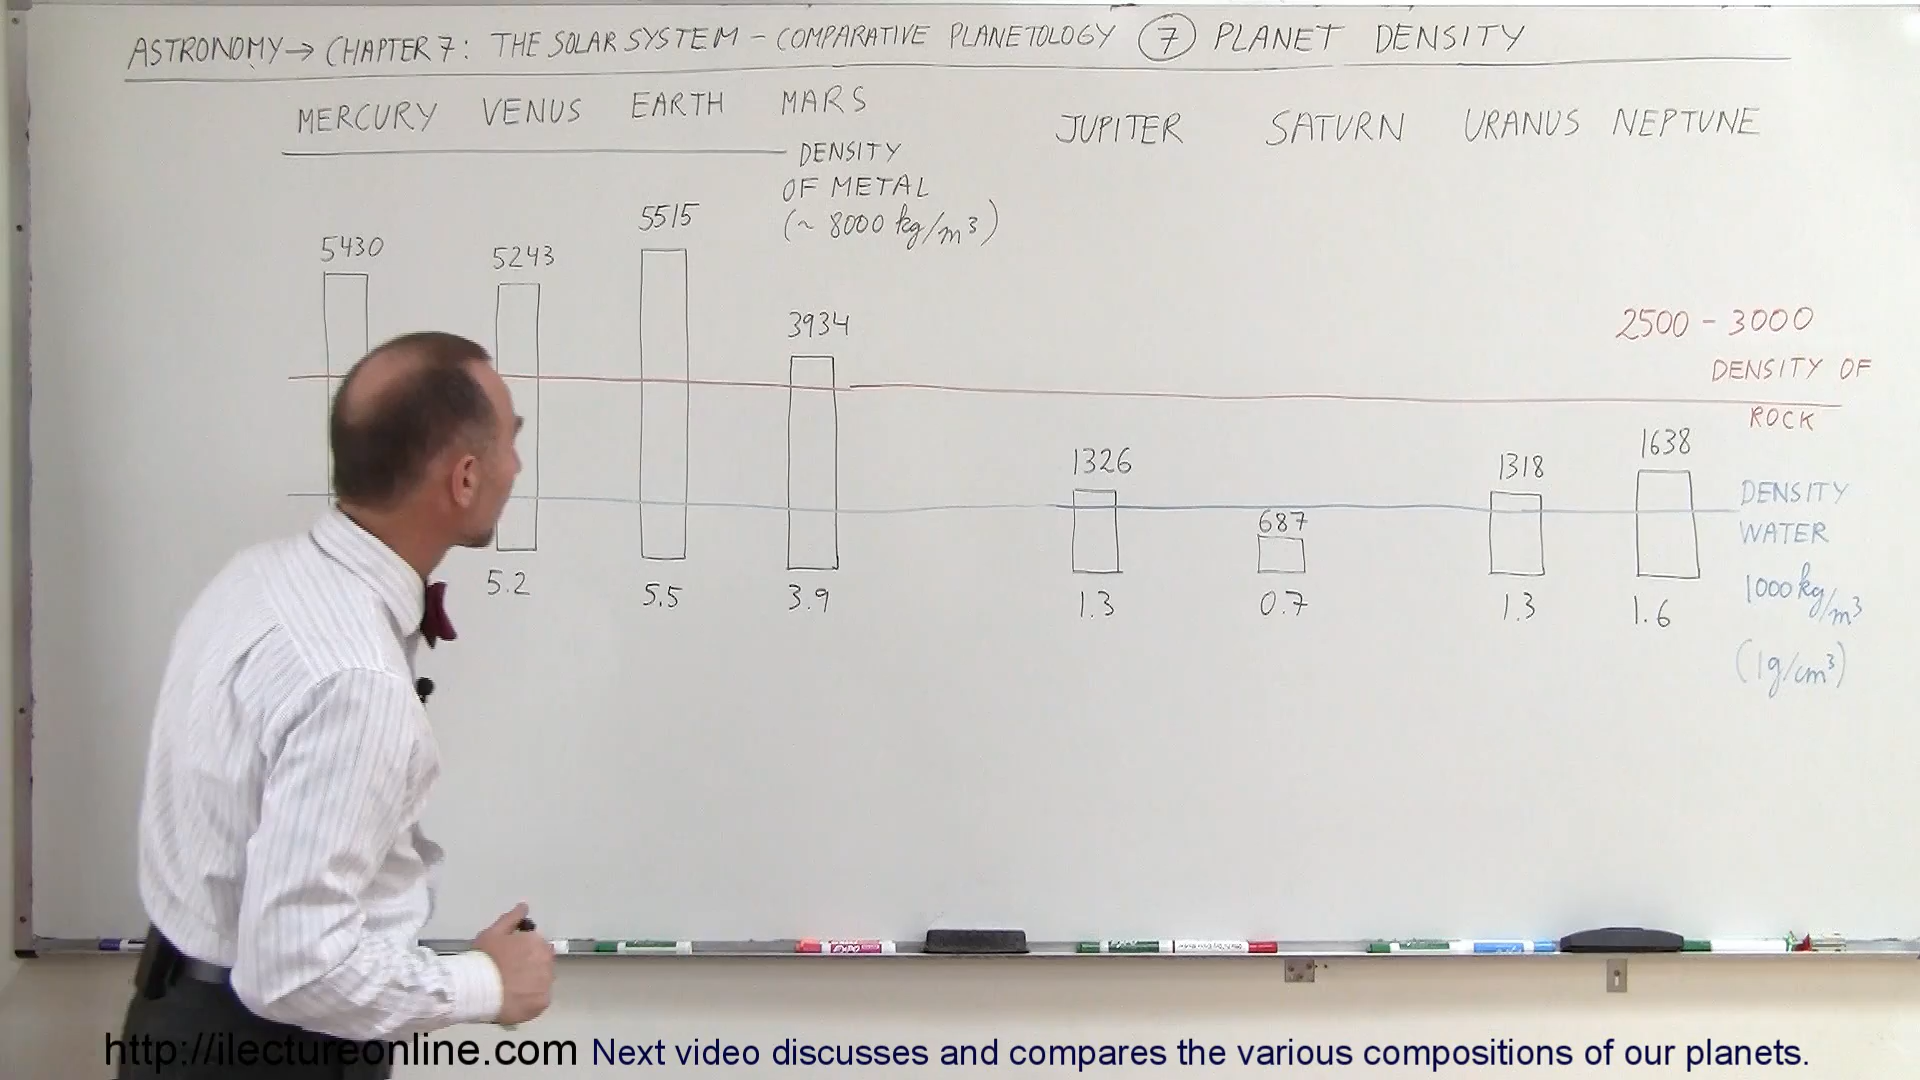 ASTRONOMY → CHAPTER 7: THE SOLAR SYSTEM – COMPARATIVE PLANETOLOGY 7 PLANET DENSITY
MERCURY VENUS EARTH MARS JUPITER SATURN URANUS NEPTUNE
DENSITY
OF METAL
(~ 8000 kg/m³)
5430 5243 5515 3934
2500 – 3000
DENSITY OF
ROCK
1326 687 1318 1638
DENSITY
WATER
1000 kg/m³
(1g/cm³)
5.2 5.5 3.9 1.3 0.7 1.3 1.6
http://ilectureonline.com Next video discusses and compares the various compositions of our planets.